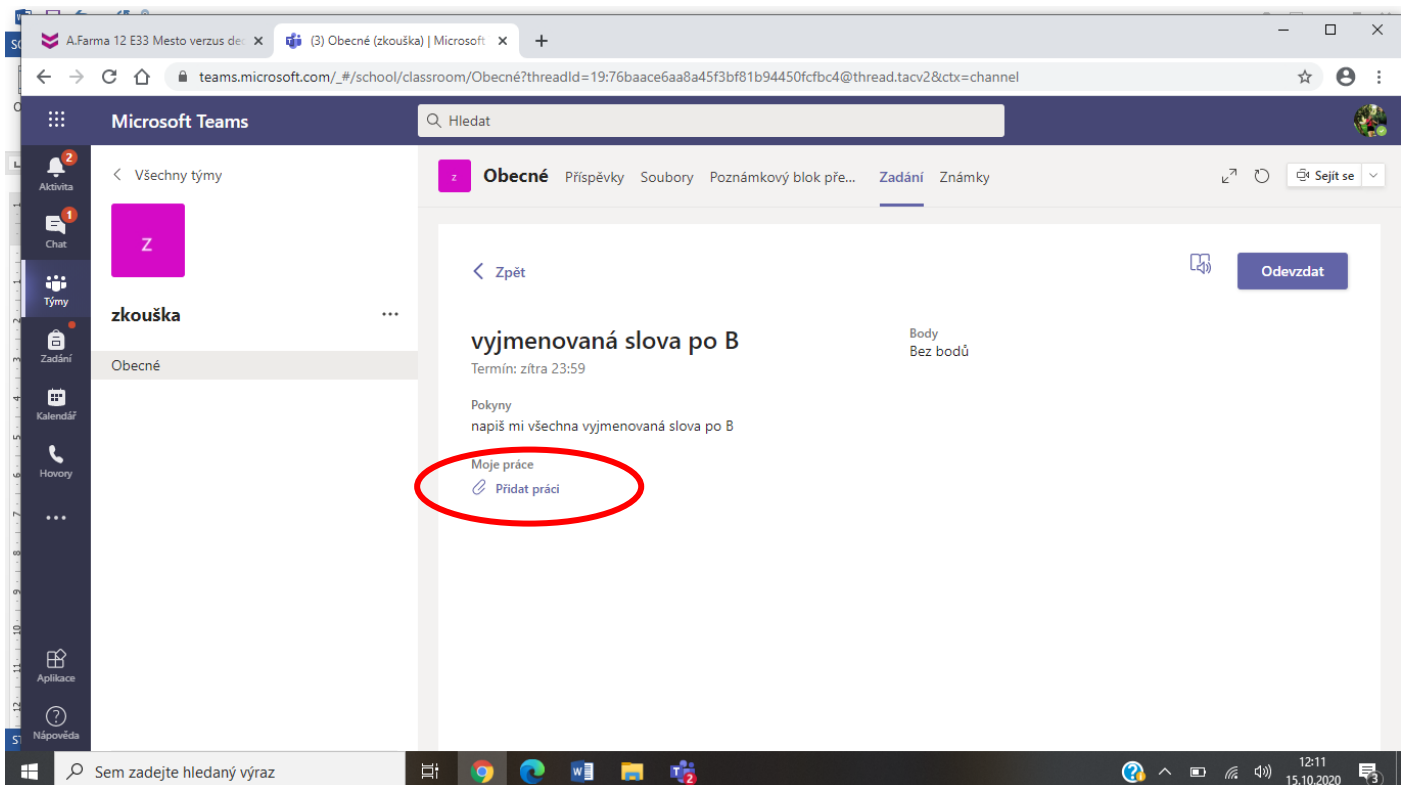 A.Farma 12 E33 Mesto verzus de
(3) Obecné (zkouška) | Microsoft
teams.microsoft.com/_#/school/classroom/Obecné?threadId=19:76baace6aa8a45f3bf81b94450fcfbc4@thread.tacv2&ctx=channel
Microsoft Teams
Hledat
2
Aktivita
1
Chat
Týmy
Zadání
Kalendář
Hovory
Aplikace
Nápověda
Všechny týmy
Z
zkouška
Obecné
z
Obecné Příspěvky Soubory Poznámkový blok pře... Zadání Známky
Sejít se
Zpět
Odevzdat
vyjmenovaná slova po B
Termín: zítra 23:59
Body
Bez bodů
Pokyny
napiš mi všechna vyjmenovaná slova po B
Moje práce
Přidat práci
Sem zadejte hledaný výraz
2
12:11
15.10.2020
3